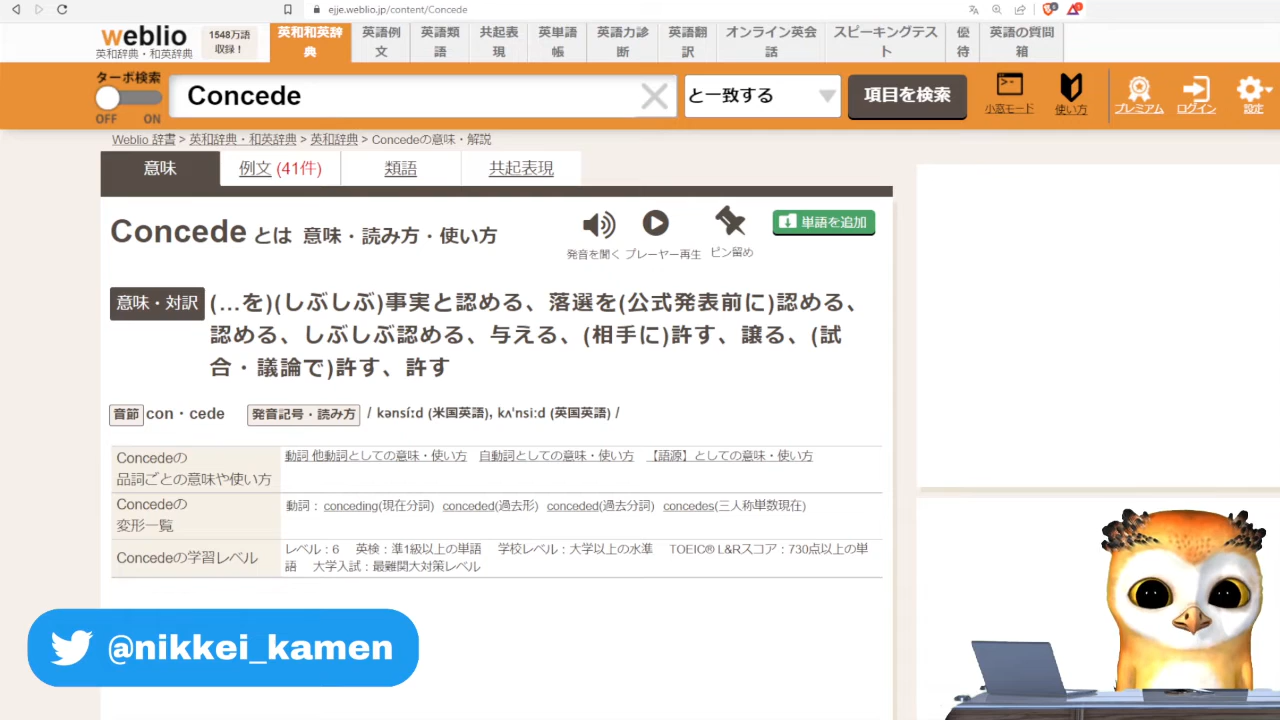 ejje.weblio.jp/content/Concede
weblio
英和辞典・和英辞典
1548万語
収録！
英和和英辞
典
英語例
文
英語類
語
共起表
現
英単語
帳
英語力診
断
英語翻
訳
オンライン英会
話
スピーキングテス
ト
優
待
英語の質問
箱
ターボ検索
OFF ON
Concede
と一致する
項目を検索
小窓モード
使い方
プレミアム
ログイン
設定
Weblio 辞書 > 英和辞典・和英辞典 > 英和辞典 > Concedeの意味・解説
意味
例文 (41件)
類語
共起表現
Concede とは 意味・読み方・使い方
発音を聞く
プレーヤー再生
ピン留め
単語を追加
意味・対訳
(…を)(しぶしぶ)事実と認める、落選を(公式発表前に)認める、
認める、しぶしぶ認める、与える、(相手に)許す、譲る、(試
合・議論で)許す、許す
音節 con・cede 発音記号・読み方 / kənsíːd (米国英語), kʌ'nsiːd (英国英語) /
Concedeの
品詞ごとの意味や使い方
動詞 他動詞としての意味・使い方 自動詞としての意味・使い方 【語源】としての意味・使い方
Concedeの
変形一覧
動詞： conceding(現在分詞) conceded(過去形) conceded(過去分詞) concedes(三人称単数現在)
Concedeの学習レベル
レベル：6 英検：準1級以上の単語 学校レベル：大学以上の水準 TOEIC® L&Rスコア：730点以上の単
語 大学入試：最難関大対策レベル
@nikkei_kamen